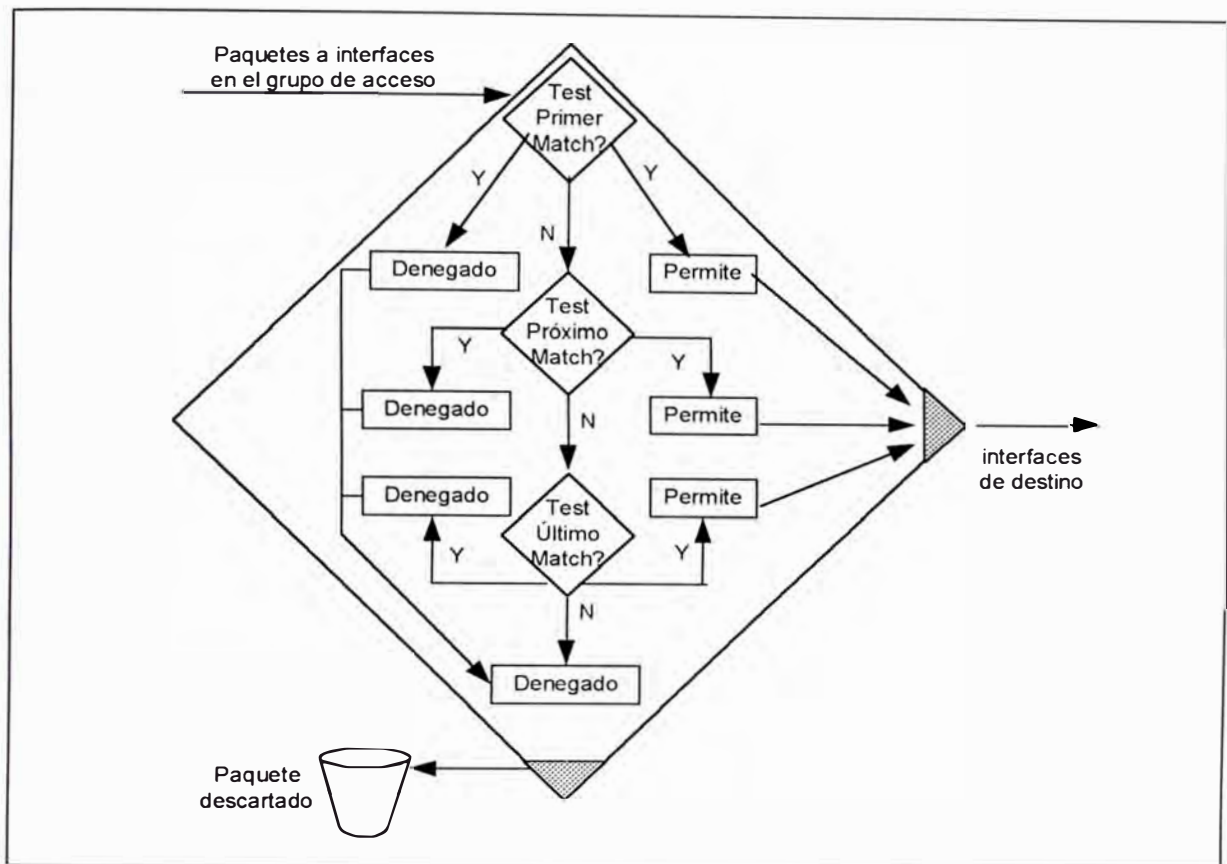 Paquetes a interfaces
en el grupo de acceso
Test
Primer
Match?
Y
Y
N
Denegado
Permite
Test
Próximo
Match?
Y
Y
Denegado
Permite
N
interfaces
de destino
Denegado
Permite
Test
Último
Match?
Y
Y
N
Denegado
Paquete
descartado